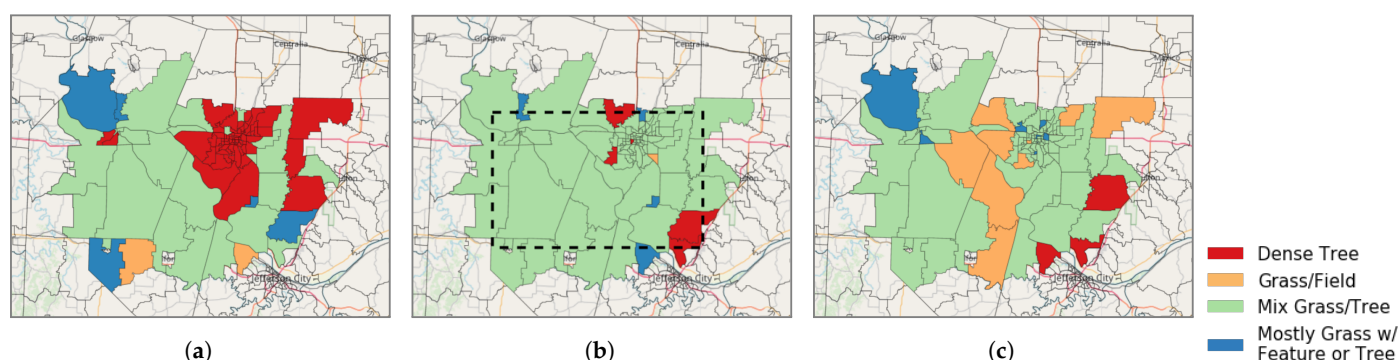 Glasgow
Centralia
Mexico
Jefferson City
Glasgow
Centralia
Mexico
Jefferson City
Glasgow
Centralia
Mexico
Jefferson City
Dense Tree
Grass/Field
Mix Grass/Tree
Mostly Grass w/
Feature or Tree
(a)
(b)
(c)